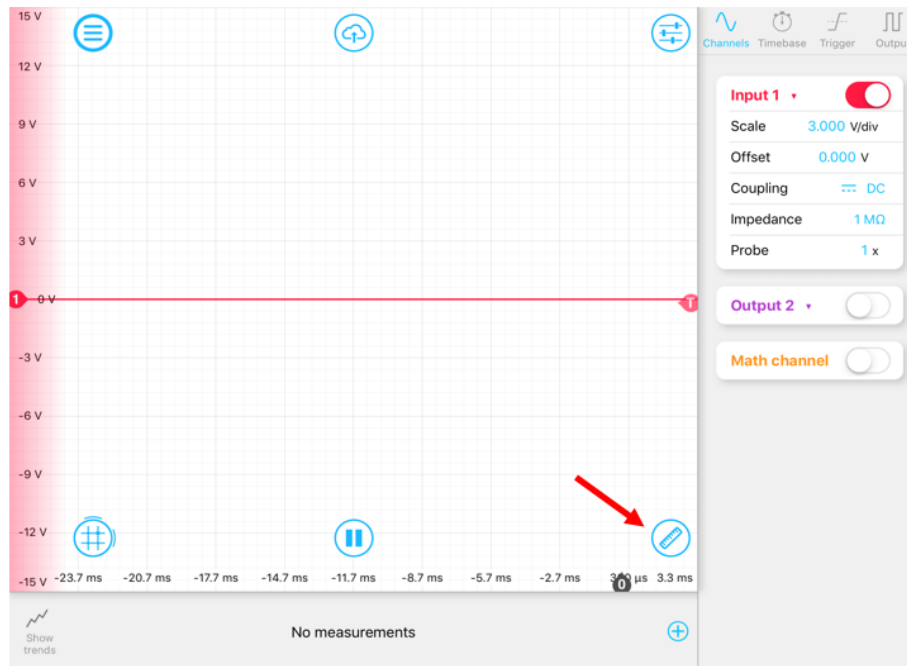 15 V
12 V
9 V
6 V
3 V
1 0 V
T
-3 V
-6 V
-9 V
-12 V
-15 V
-23.7 ms -20.7 ms -17.7 ms -14.7 ms -11.7 ms -8.7 ms -5.7 ms -2.7 ms µs 3.3 ms
0
Show
trends
No measurements
Channels Timebase Trigger Outpu
Input 1
Scale 3.000 V/div
Offset 0.000 V
Coupling DC
Impedance 1 MΩ
Probe 1 x
Output 2
Math channel